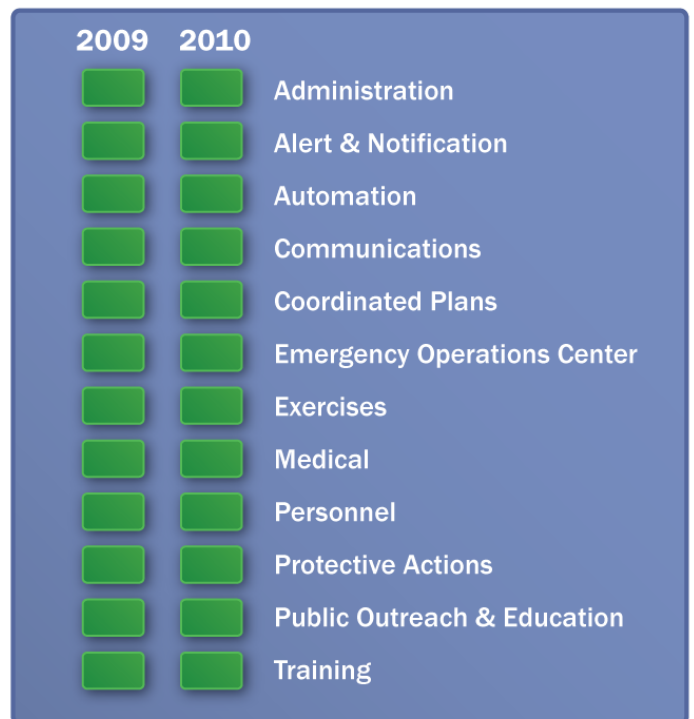 2009 2010
Administration
Alert & Notification
Automation
Communications
Coordinated Plans
Emergency Operations Center
Exercises
Medical
Personnel
Protective Actions
Public Outreach & Education
Training